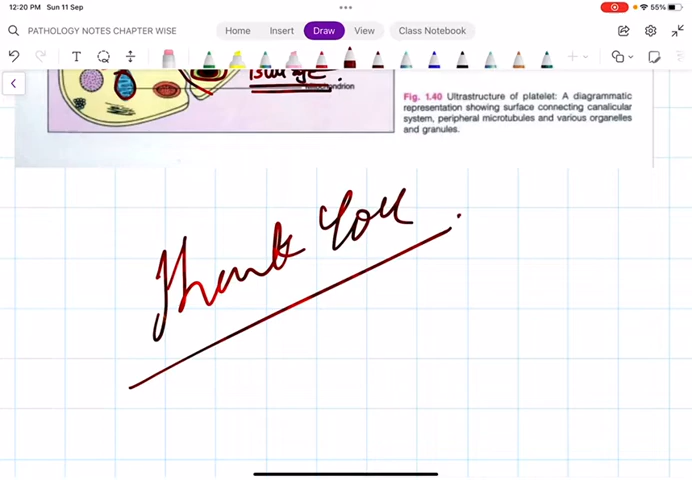 12:20 PM Sun 11 Sep
55%
PATHOLOGY NOTES CHAPTER WISE
Home Insert Draw View Class Notebook
Fig. 1.40 Ultrastructure of platelet: A diagrammatic
representation showing surface connecting canalicular
system, peripheral microtubules and various organelles
and granules.
Thank You.